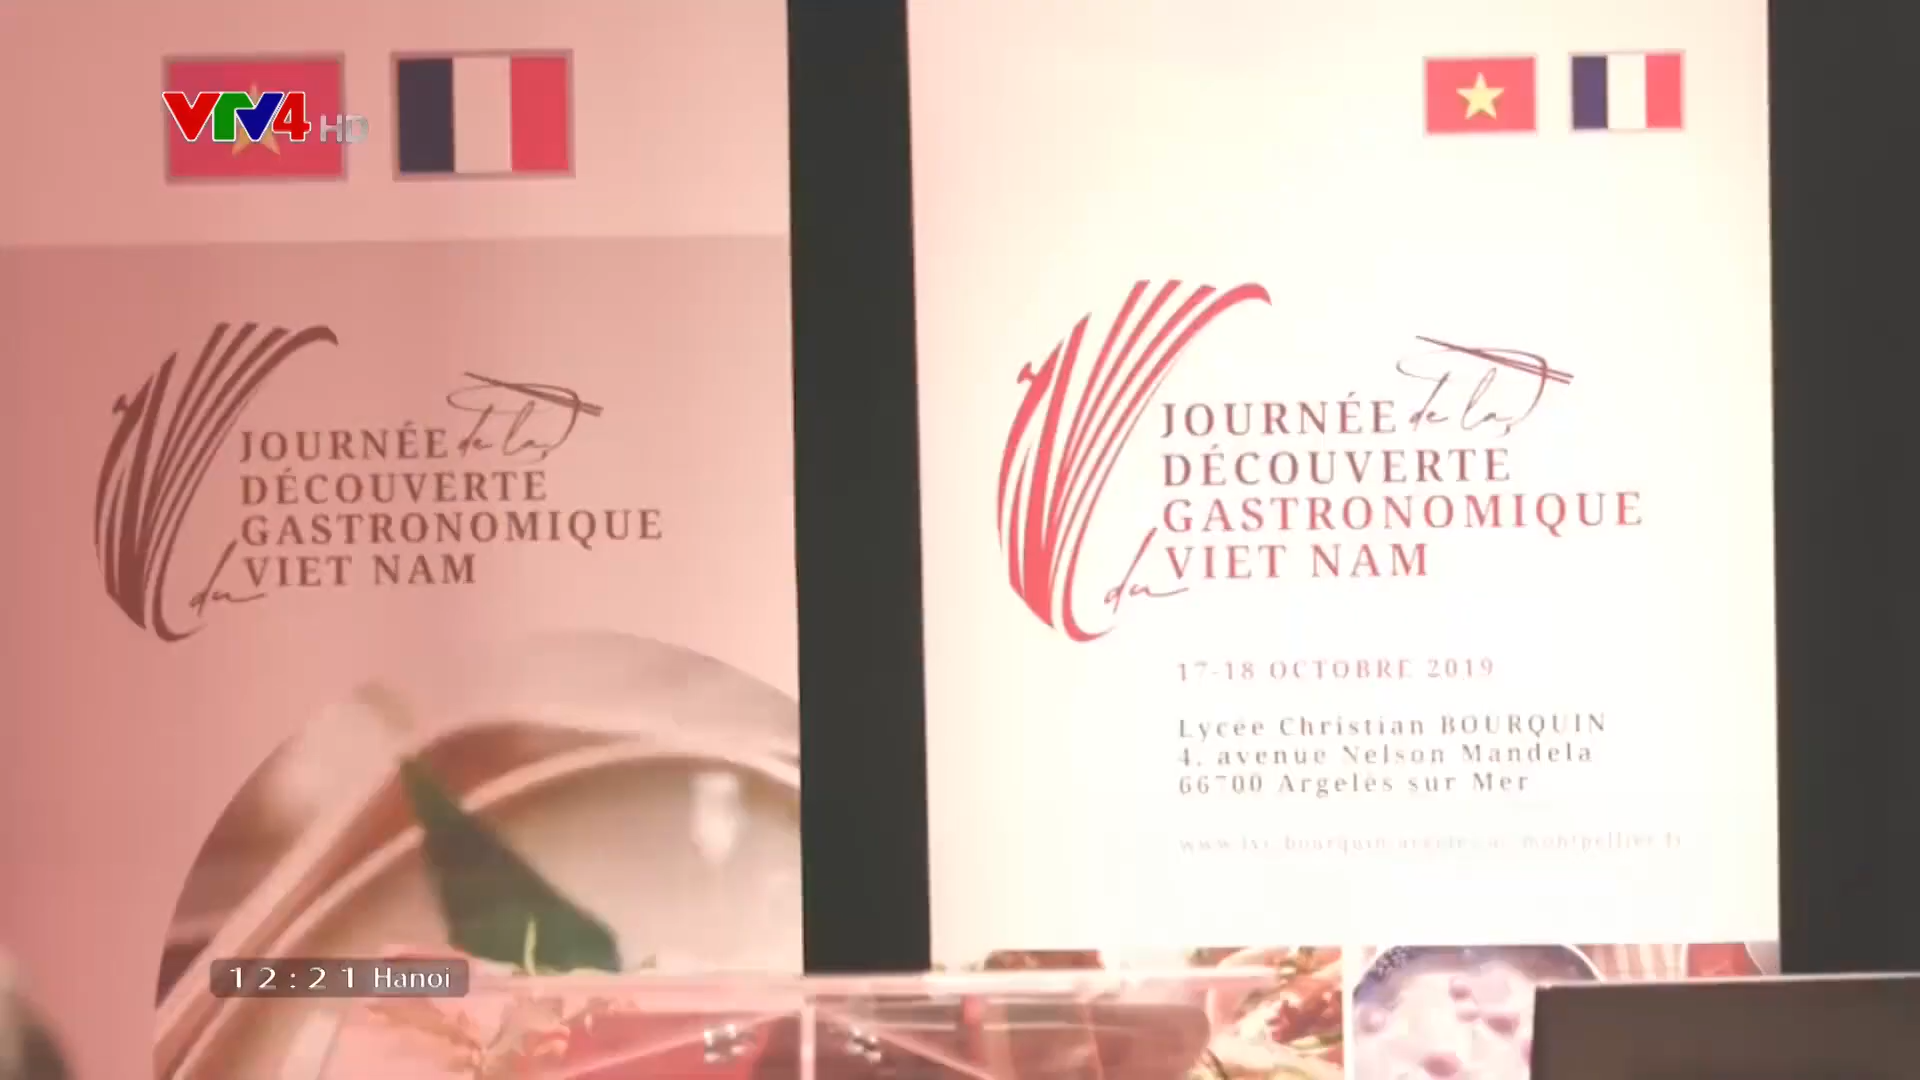 VTV4 HD
JOURNÉE de la
DÉCOUVERTE
GASTRONOMIQUE
du VIET NAM
JOURNÉE de la
DÉCOUVERTE
GASTRONOMIQUE
du VIET NAM
17-18 OCTOBRE 2019
Lycée Christian BOURQUIN
4, avenue Nelson Mandela
66700 Argelès sur Mer
12:21 Hanoi